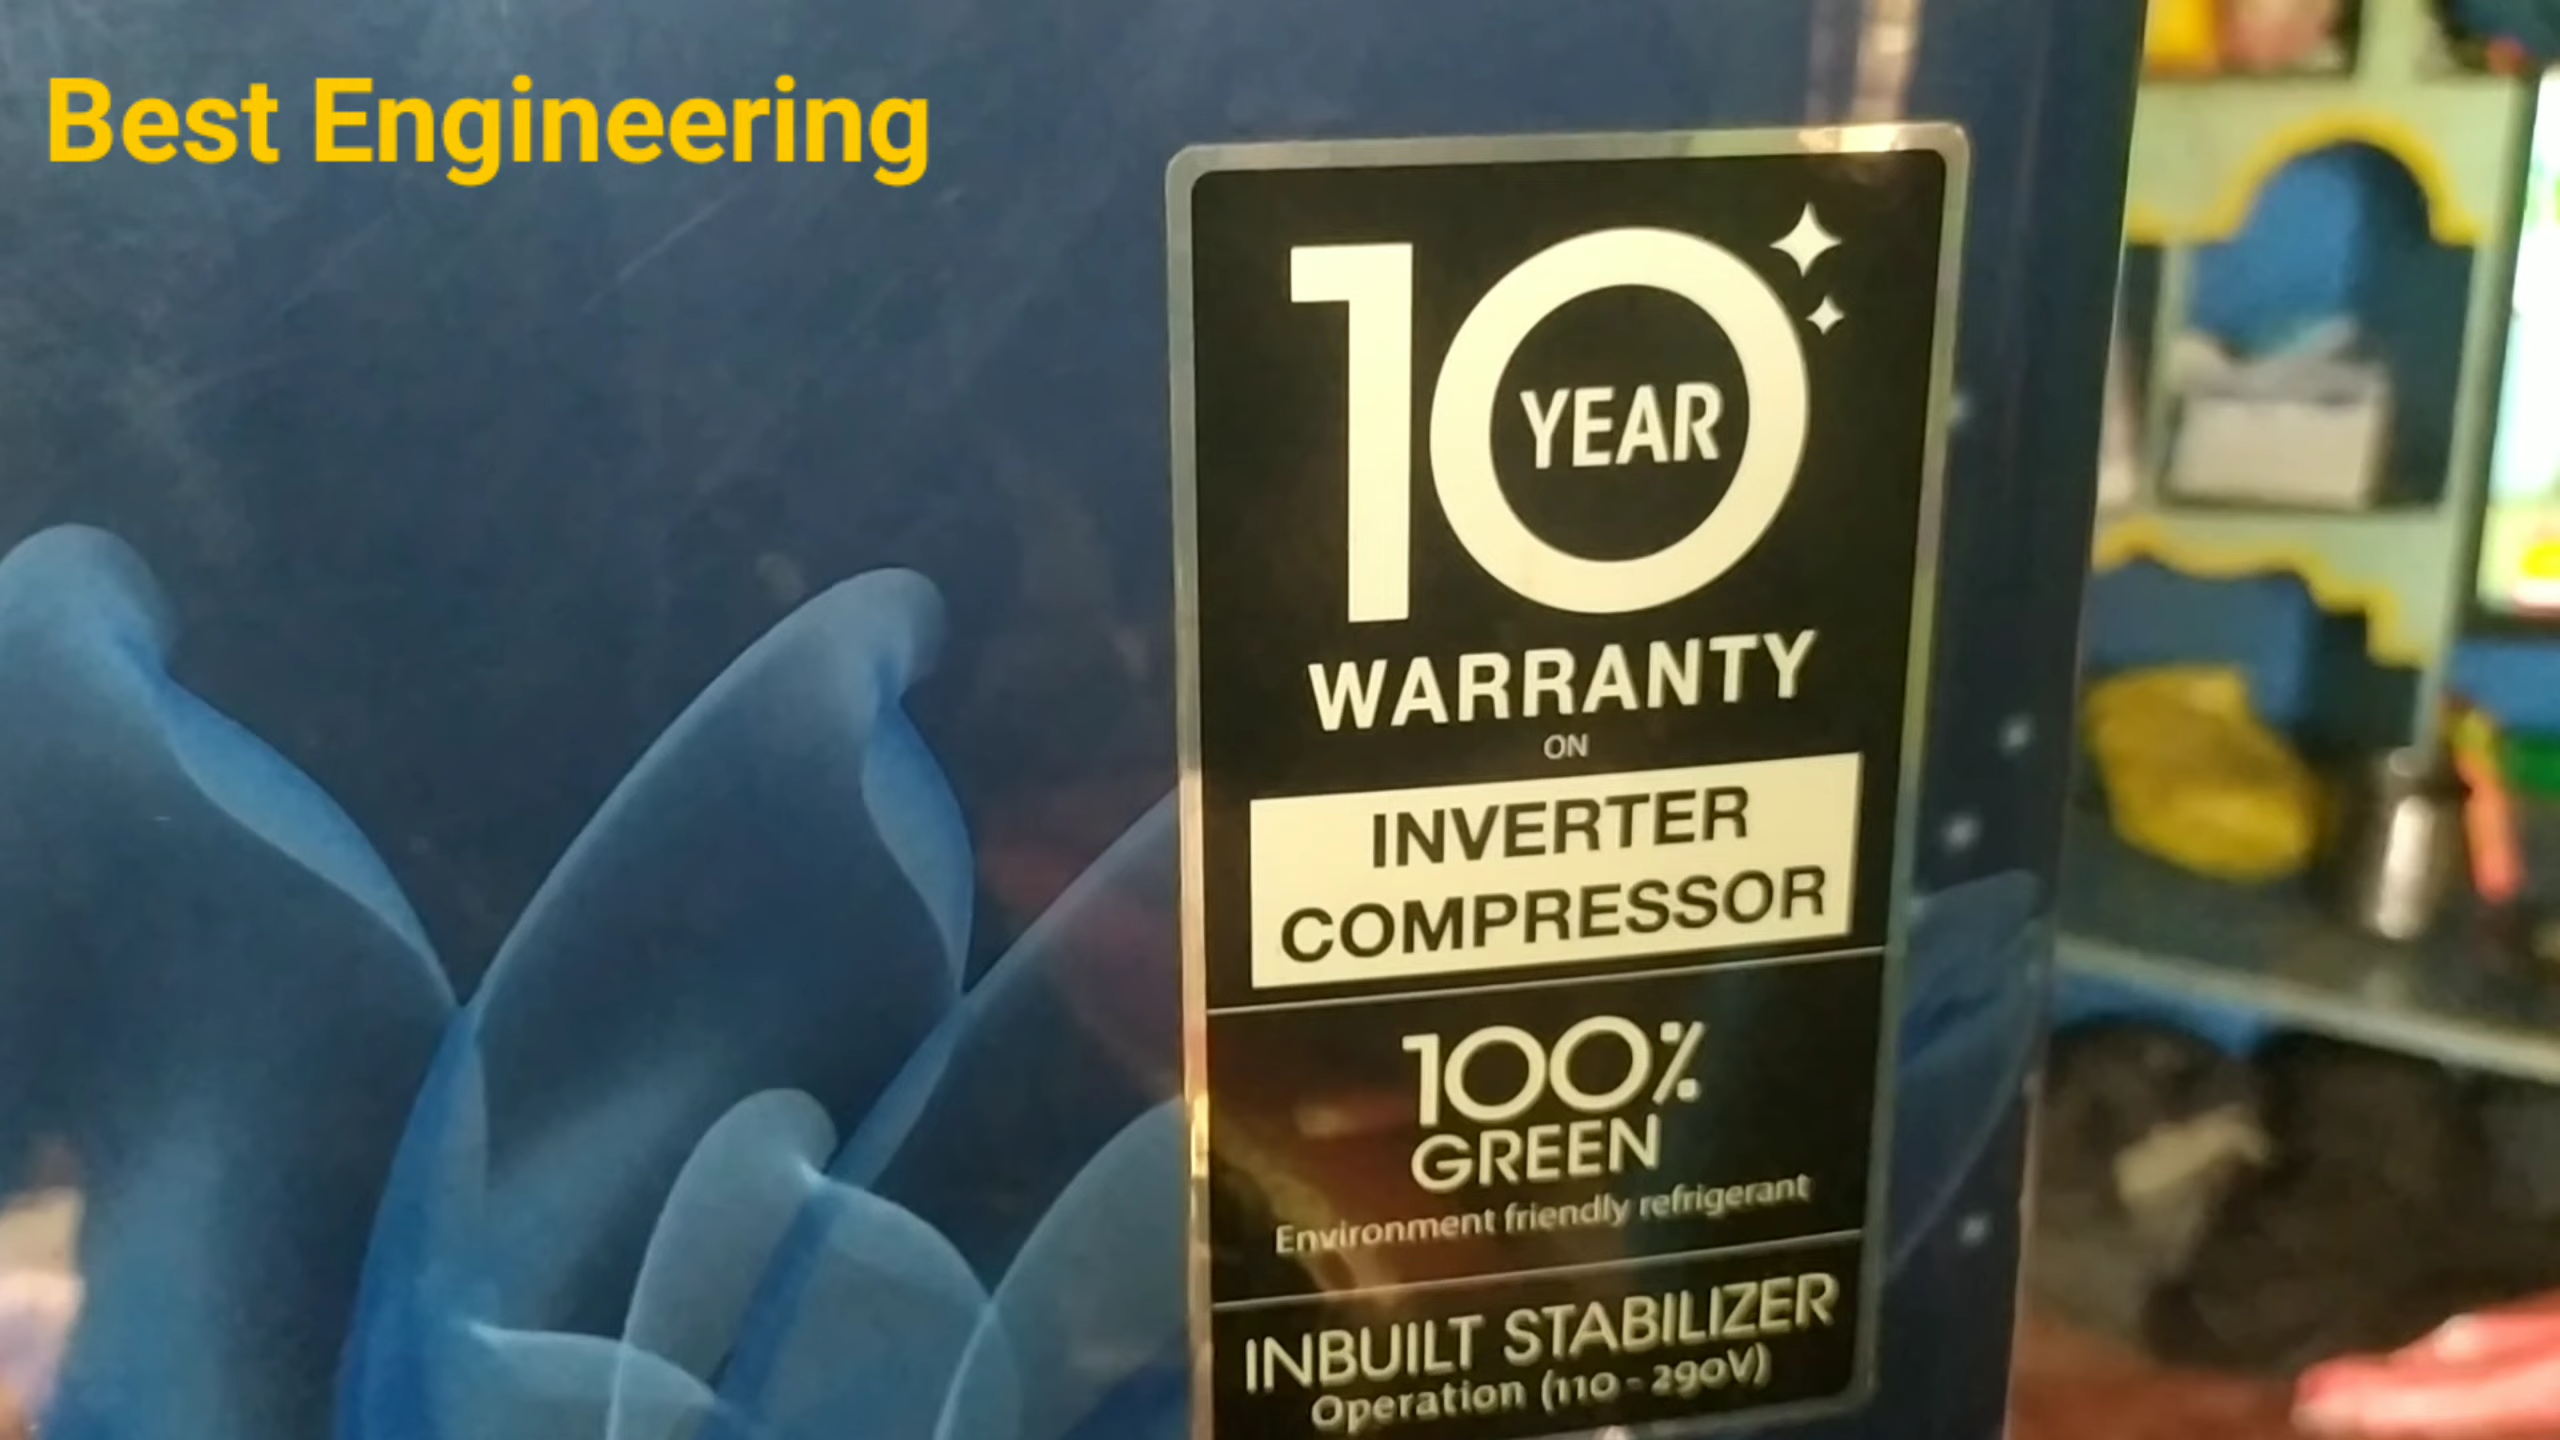 Best Engineering
10
YEAR
WARRANTY
ON
INVERTER
COMPRESSOR
100%
GREEN
Environment friendly refrigerant
INBUILT STABILIZER
Operation (110 - 290V)